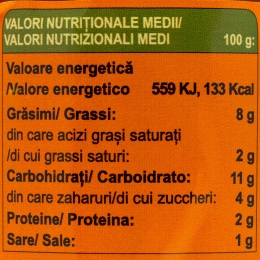 VALORI NUTRIȚIONALE MEDII/
VALORI NUTRIZIONALI MEDI 100 g:
Valoare energetică
/Valore energetico 559 KJ, 133 Kcal
Grăsimi/ Grassi: 8 g
din care acizi grași saturați
/di cui grassi saturi: 2 g
Carbohidrați/ Carboidrato: 11 g
din care zaharuri/di cui zuccheri: 4 g
Proteine/ Proteina: 2 g
Sare/ Sale: 1 g